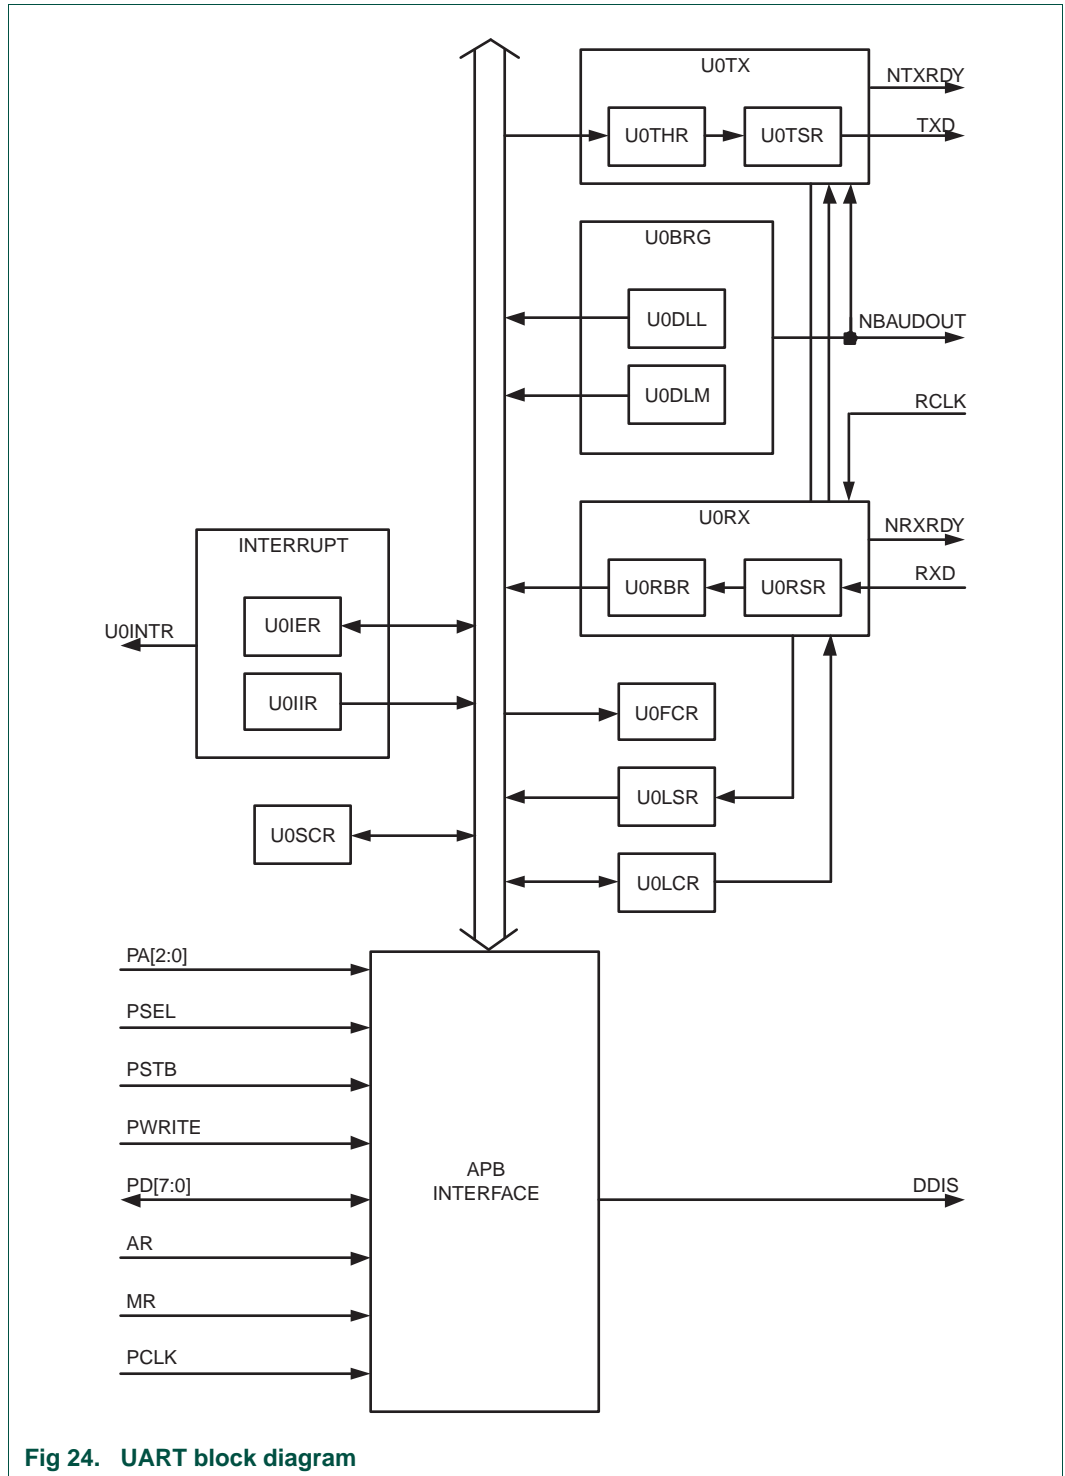 U0TX
NTXRDY
U0THR
U0TSR
TXD
U0BRG
U0DLL
NBAUDOUT
U0DLM
RCLK
U0RX
NRXRDY
INTERRUPT
U0RBR
U0RSR
RXD
U0INTR
U0IER
U0IIR
U0FCR
U0LSR
U0SCR
U0LCR
PA[2:0]
PSEL
PSTB
PWRITE
APB
INTERFACE
PD[7:0]
DDIS
AR
MR
PCLK
Fig 24. UART block diagram